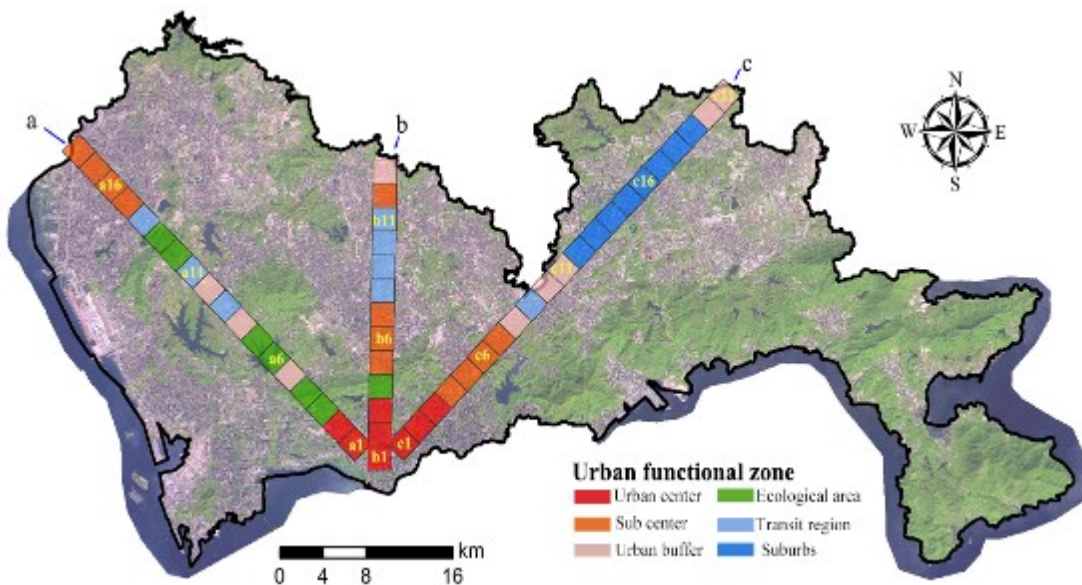 c
c21
N
b
a
W E
S
a16
c16
b11
a11
c11
b6
c6
a6
a1
c1
b1
Urban functional zone
Urban center
Ecological area
Sub center
Transit region
Urban buffer
Suburbs
km
0 4 8 16